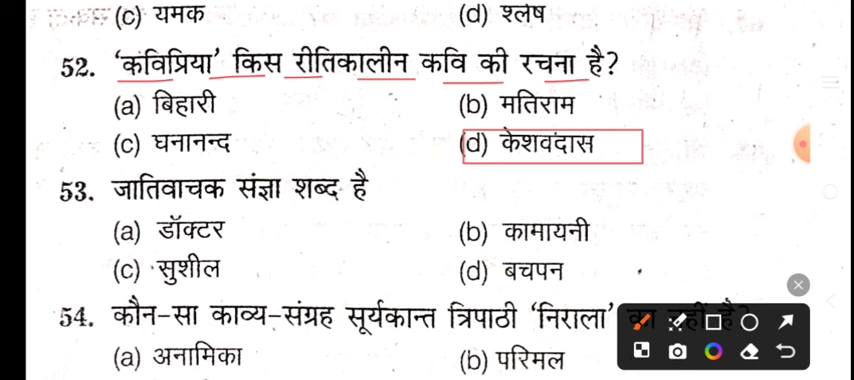 (c) यमक (d) श्लेष
52. 'कविप्रिया' किस रीतिकालीन कवि की रचना है?
(a) बिहारी (b) मतिराम
(c) घनानन्द (d) केशवदास
53. जातिवाचक संज्ञा शब्द है
(a) डॉक्टर (b) कामायनी
(c) सुशील (d) बचपन
54. कौन-सा काव्य-संग्रह सूर्यकान्त त्रिपाठी 'निराला' का नहीं है?
(a) अनामिका (b) परिमल